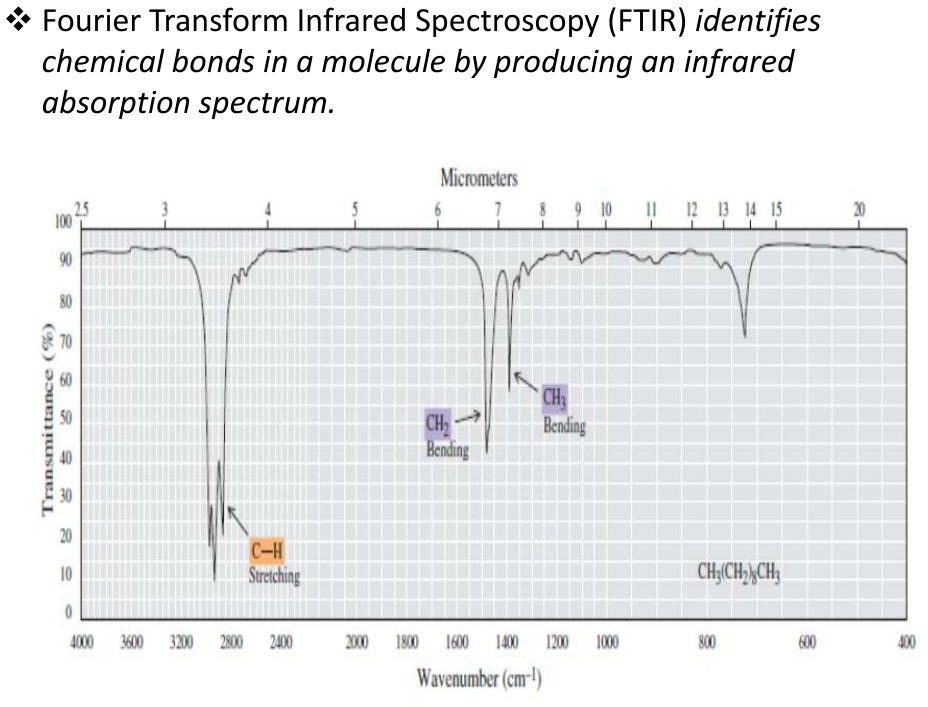 ❖ Fourier Transform Infrared Spectroscopy (FTIR) identifies
chemical bonds in a molecule by producing an infrared
absorption spectrum.
Micrometers
2.5 3 4 5 6 7 8 9 10 11 12 13 14 15 20
100
90
80
70
60
50
40
30
20
10
0
Transmittance (%)
CH₃
Bending
CH₂
Bending
C—H
Stretching
CH₃(CH₂)₈CH₃
4000 3600 3200 2800 2400 2000 1800 1600 1400 1200 1000 800 600 400
Wavenumber (cm⁻¹)